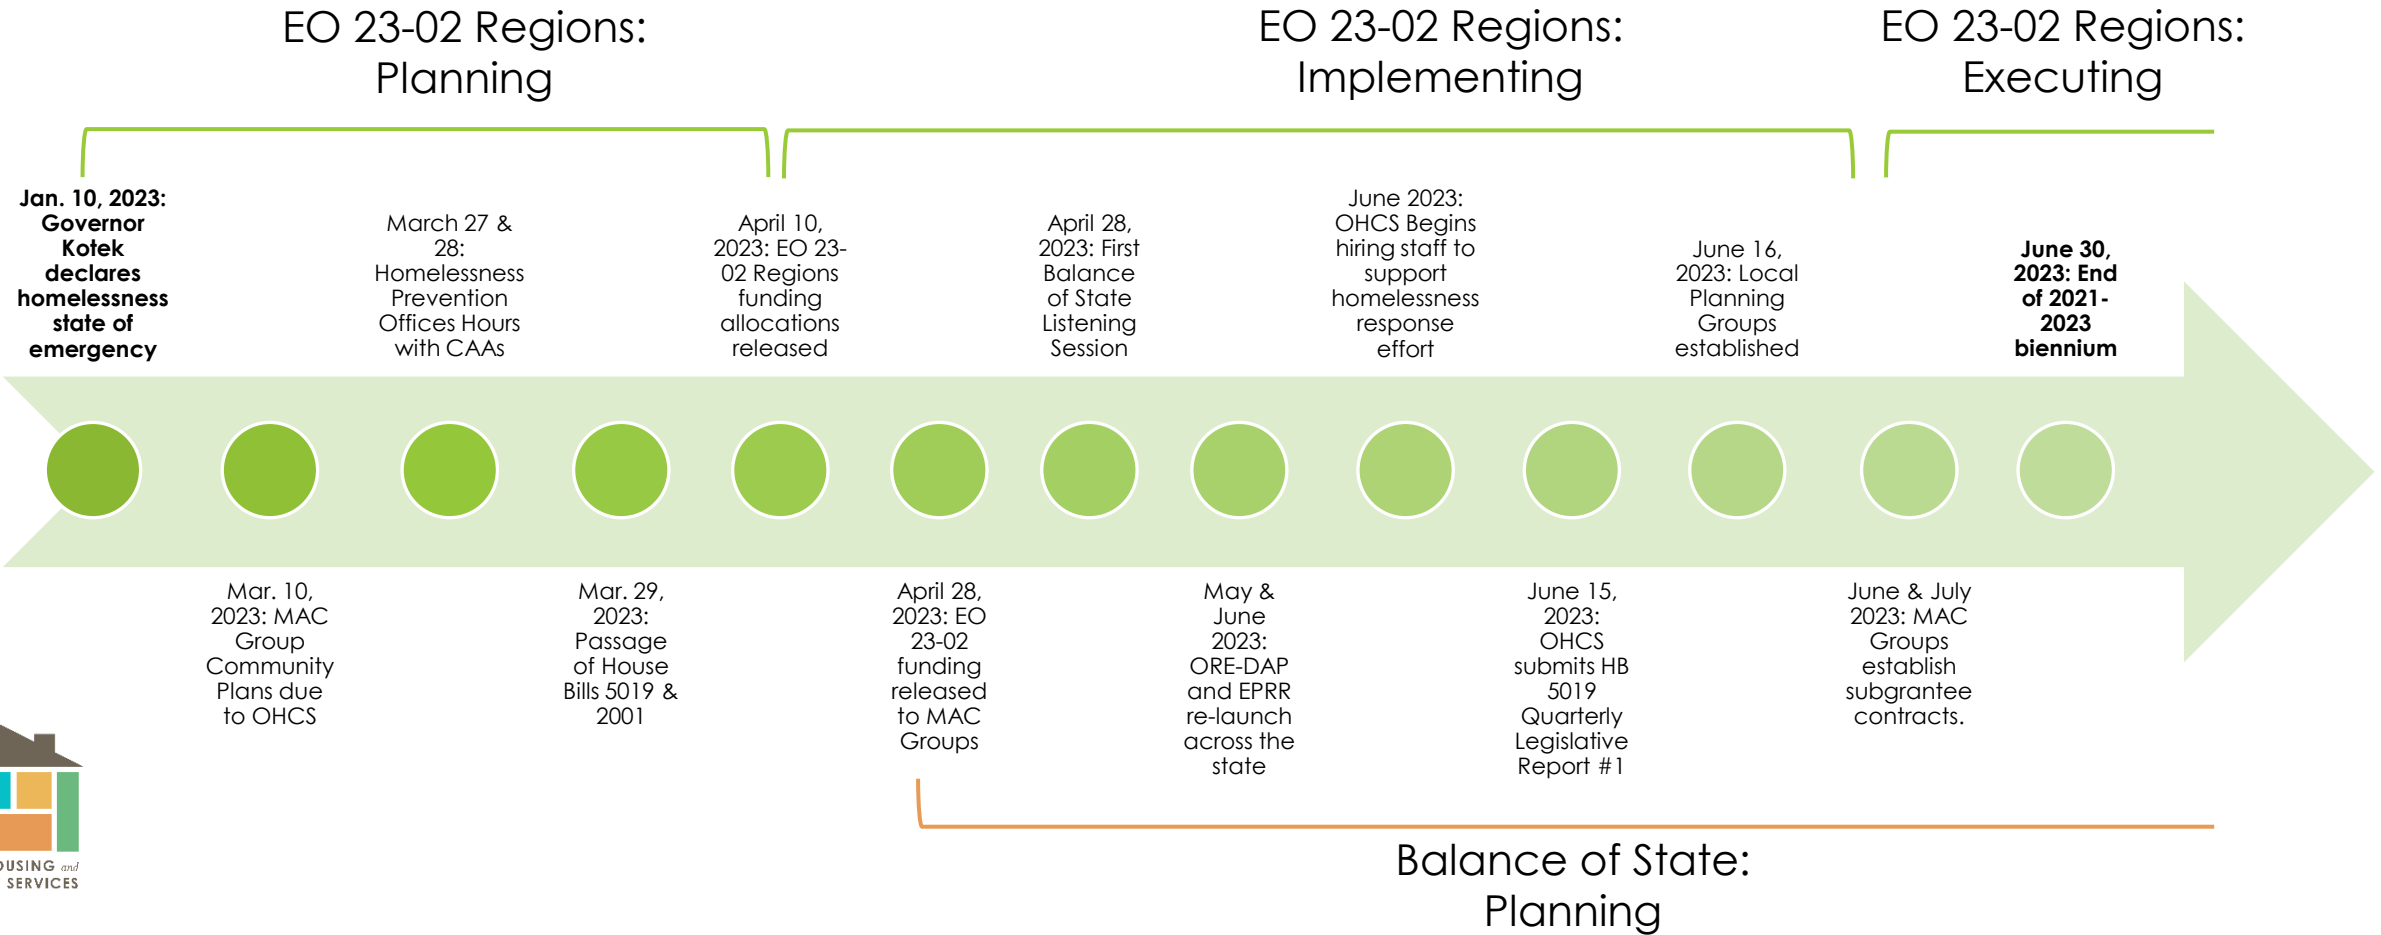 EO 23-02 Regions:
Planning
EO 23-02 Regions:
Implementing
EO 23-02 Regions:
Executing
Jan. 10, 2023:
Governor
Kotek
declares
homelessness
state of
emergency
March 27 &
28:
Homelessness
Prevention
Offices Hours
with CAAs
April 10,
2023: EO 23-
02 Regions
funding
allocations
released
April 28,
2023: First
Balance
of State
Listening
Session
June 2023:
OHCS Begins
hiring staff to
support
homelessness
response
effort
June 16,
2023: Local
Planning
Groups
established
June 30,
2023: End
of 2021-
2023
biennium
Mar. 10,
2023: MAC
Group
Community
Plans due
to OHCS
Mar. 29,
2023:
Passage
of House
Bills 5019 &
2001
April 28,
2023: EO
23-02
funding
released
to MAC
Groups
May &
June
2023:
ORE-DAP
and EPRR
re-launch
across the
state
June 15,
2023:
OHCS
submits HB
5019
Quarterly
Legislative
Report #1
June & July
2023: MAC
Groups
establish
subgrantee
contracts.
OUSING and
SERVICES
Balance of State:
Planning